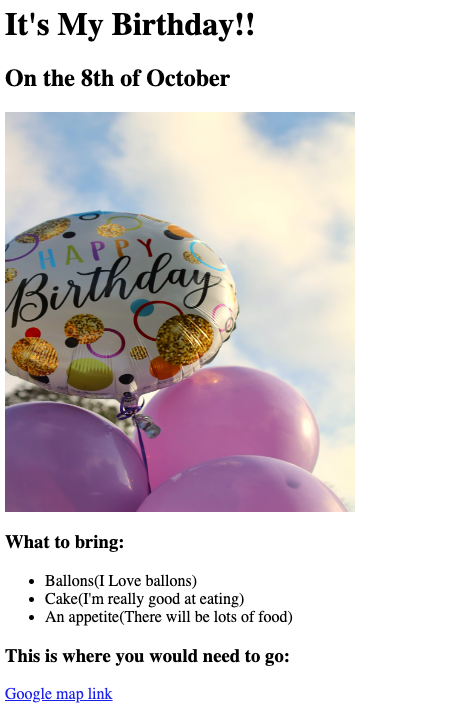 It's My Birthday!!
On the 8th of October
HAPPY
Birthday
What to bring:
• Ballons(I Love ballons)
• Cake(I'm really good at eating)
• An appetite(There will be lots of food)
This is where you would need to go:
Google map link